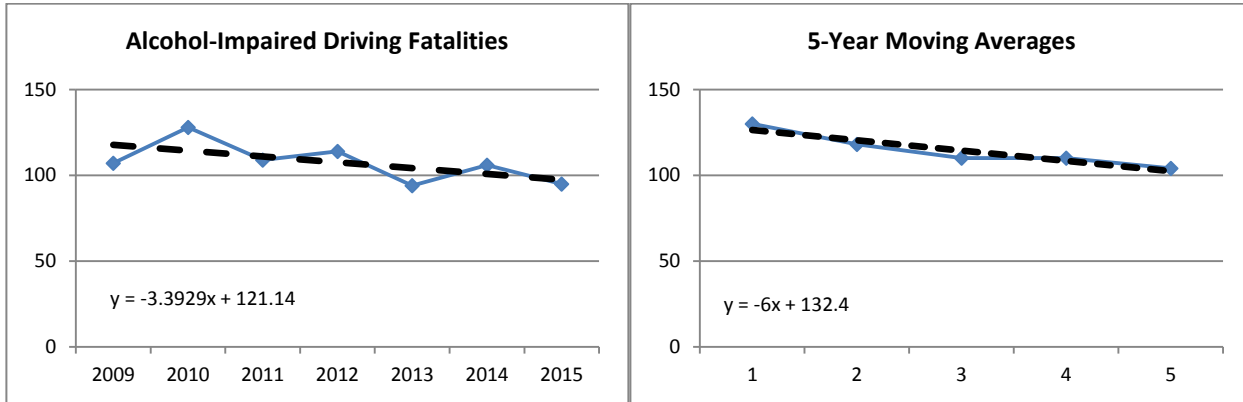 Alcohol-Impaired Driving Fatalities
150
100
50
0
y = -3.3929x + 121.14
2009 2010 2011 2012 2013 2014 2015
5-Year Moving Averages
150
100
50
0
y = -6x + 132.4
1 2 3 4 5